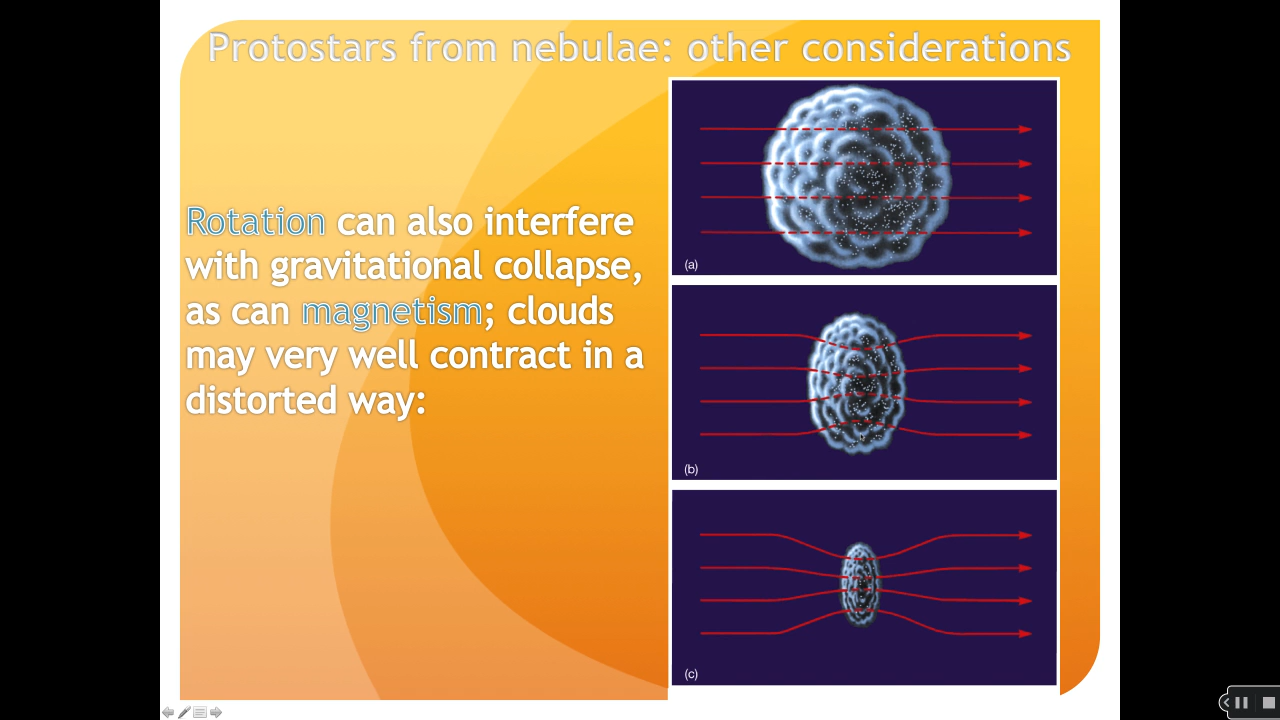 Protostars from nebulae: other considerations
Rotation can also interfere
with gravitational collapse,
as can magnetism; clouds
may very well contract in a
distorted way:
(a)
(b)
(c)